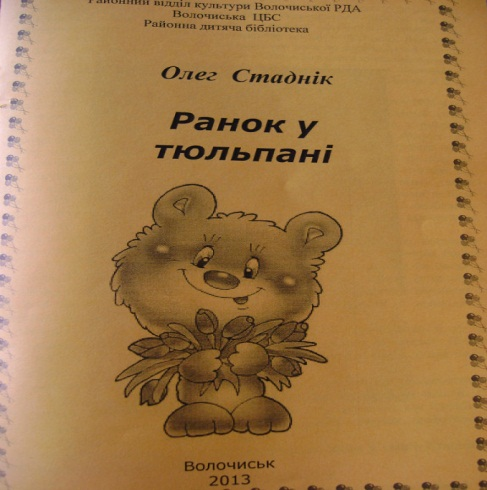 Районний відділ культури Волочиської РДА
Волочиська ЦБС
Районна дитяча бібліотека
Олег Стаднік
Ранок у
тюльпані
Волочиськ
2013